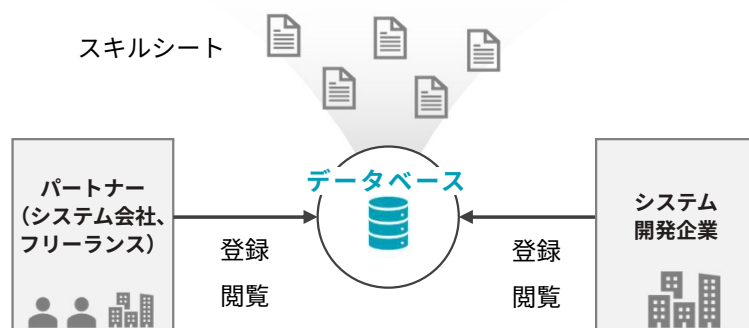 スキルシート
データベース
パートナー
（システム会社、
フリーランス）
登録
閲覧
登録
閲覧
システム
開発企業